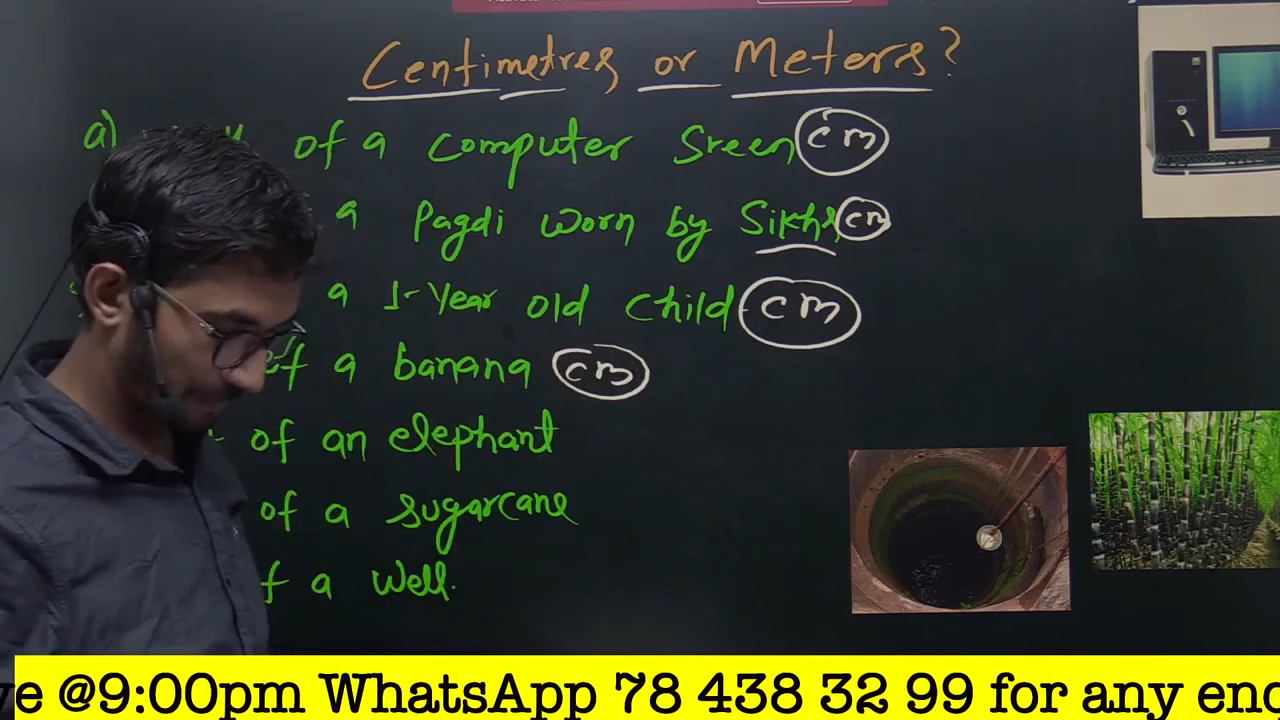 Centimetres or Meters?
a) of a Computer Sreen cm
a Pagdi worn by Sikhs cm
a 1-Year old child cm
of a banana cm
of an elephant
of a sugarcane
f a Well.
e @9:00pm WhatsApp 78 438 32 99 for any enq